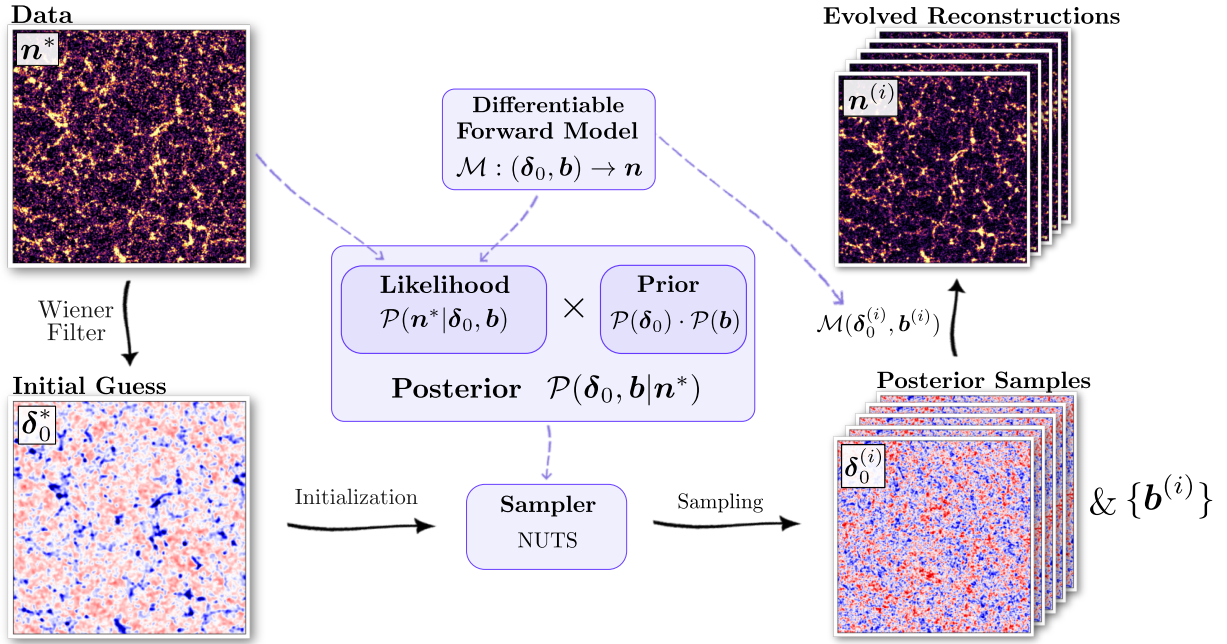 Data
n*
Wiener
Filter
Initial Guess
δ₀*
Initialization
Differentiable
Forward Model
ℳ : (δ₀, b) → n
Likelihood
𝒫(n*|δ₀, b)
×
Prior
𝒫(δ₀) · 𝒫(b)
Posterior 𝒫(δ₀, b|n*)
Sampler
NUTS
Sampling
Evolved Reconstructions
n⁽ⁱ⁾
ℳ(δ₀⁽ⁱ⁾, b⁽ⁱ⁾)
Posterior Samples
δ₀⁽ⁱ⁾
& {b⁽ⁱ⁾}